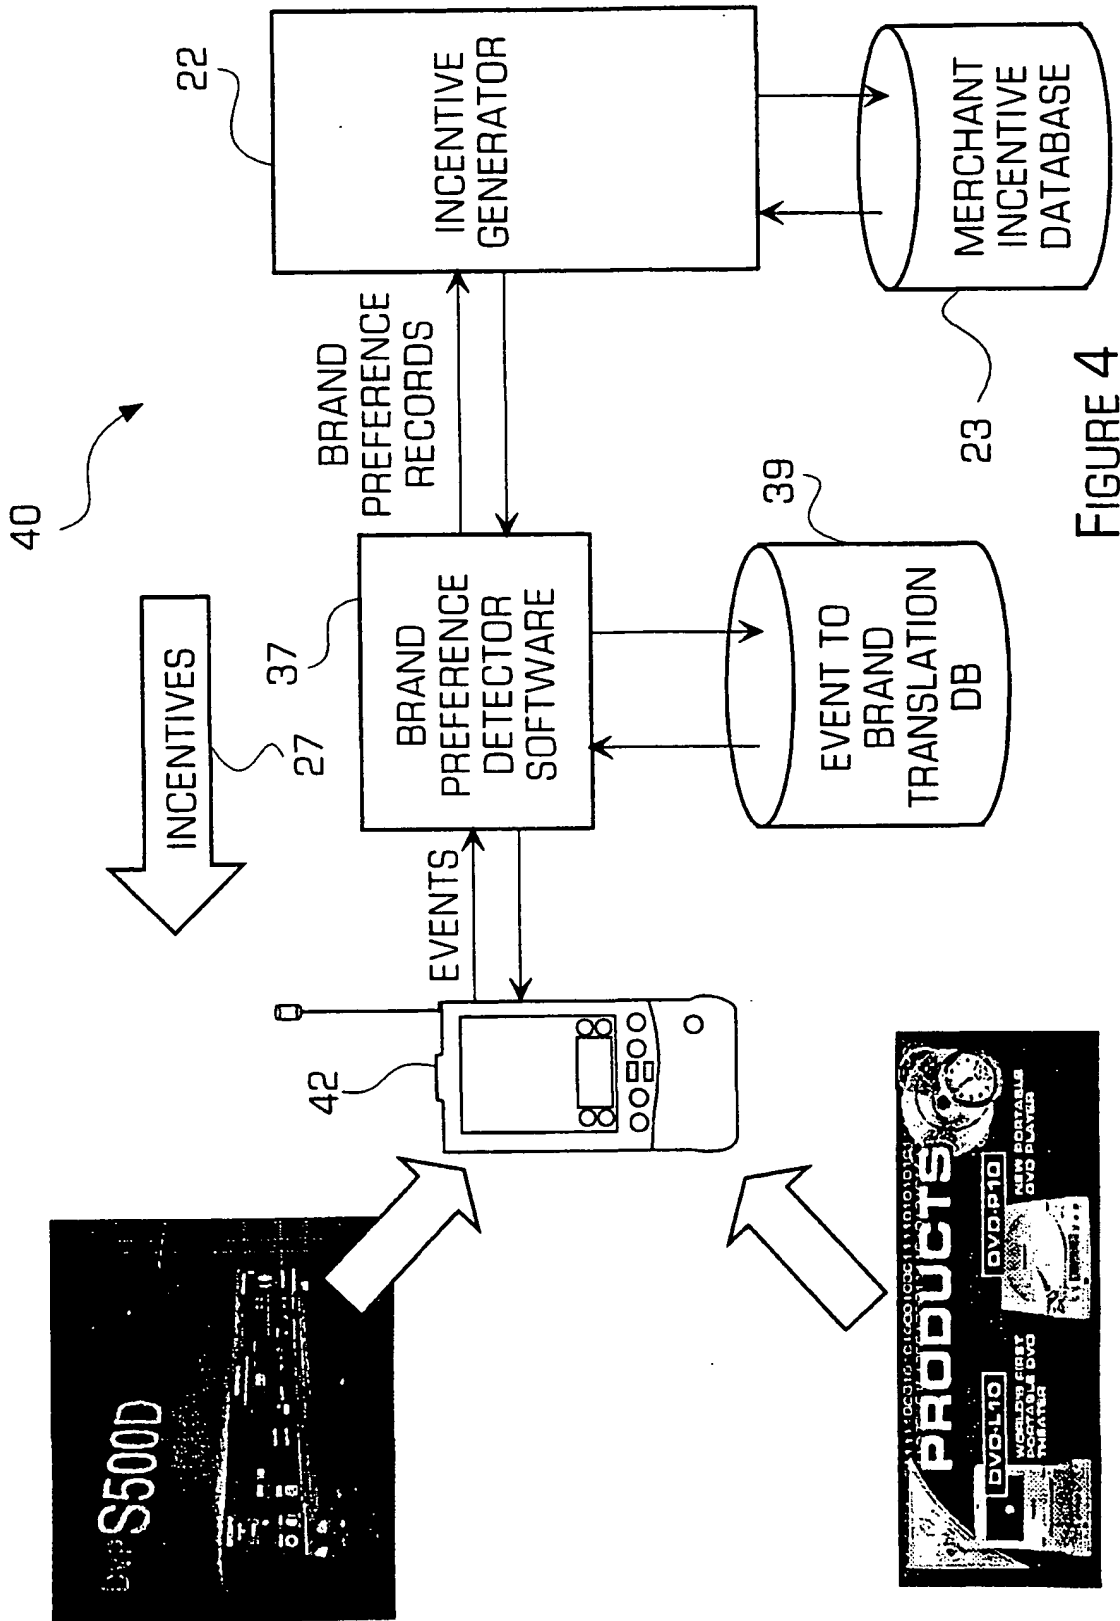 40
INCENTIVES
27
22
INCENTIVE
GENERATOR
BRAND
PREFERENCE
RECORDS
37
BRAND
PREFERENCE
DETECTOR
SOFTWARE
EVENTS
42
DVP S500D
39
EVENT TO
BRAND
TRANSLATION
DB
MERCHANT
INCENTIVE
DATABASE
23
PRODUCTS
DVD-L10
WORLD'S FIRST
PORTABLE DVD
THEATER
DVD-P10
NEW PORTABLE
DVD PLAYER
FIGURE 4